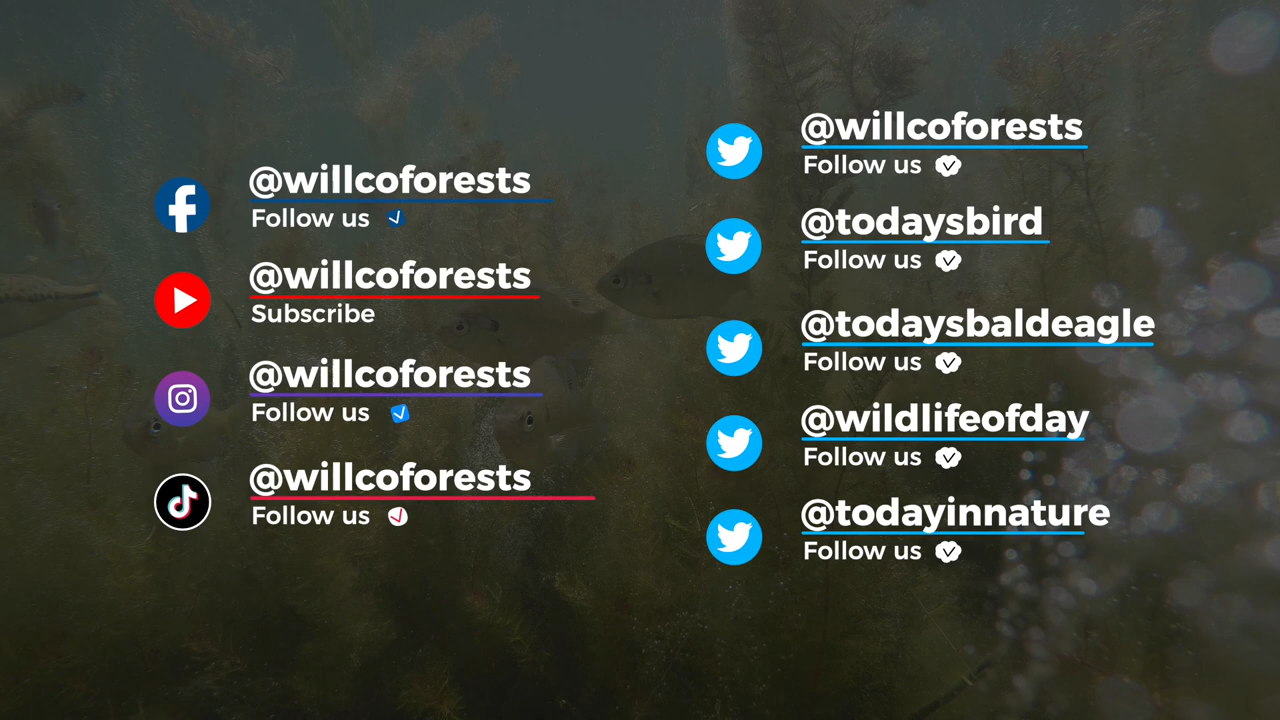 @willcoforests
Follow us
@willcoforests
Subscribe
@willcoforests
Follow us
@willcoforests
Follow us
@willcoforests
Follow us
@todaysbird
Follow us
@todaysbaldeagle
Follow us
@wildlifeofday
Follow us
@todayinnature
Follow us